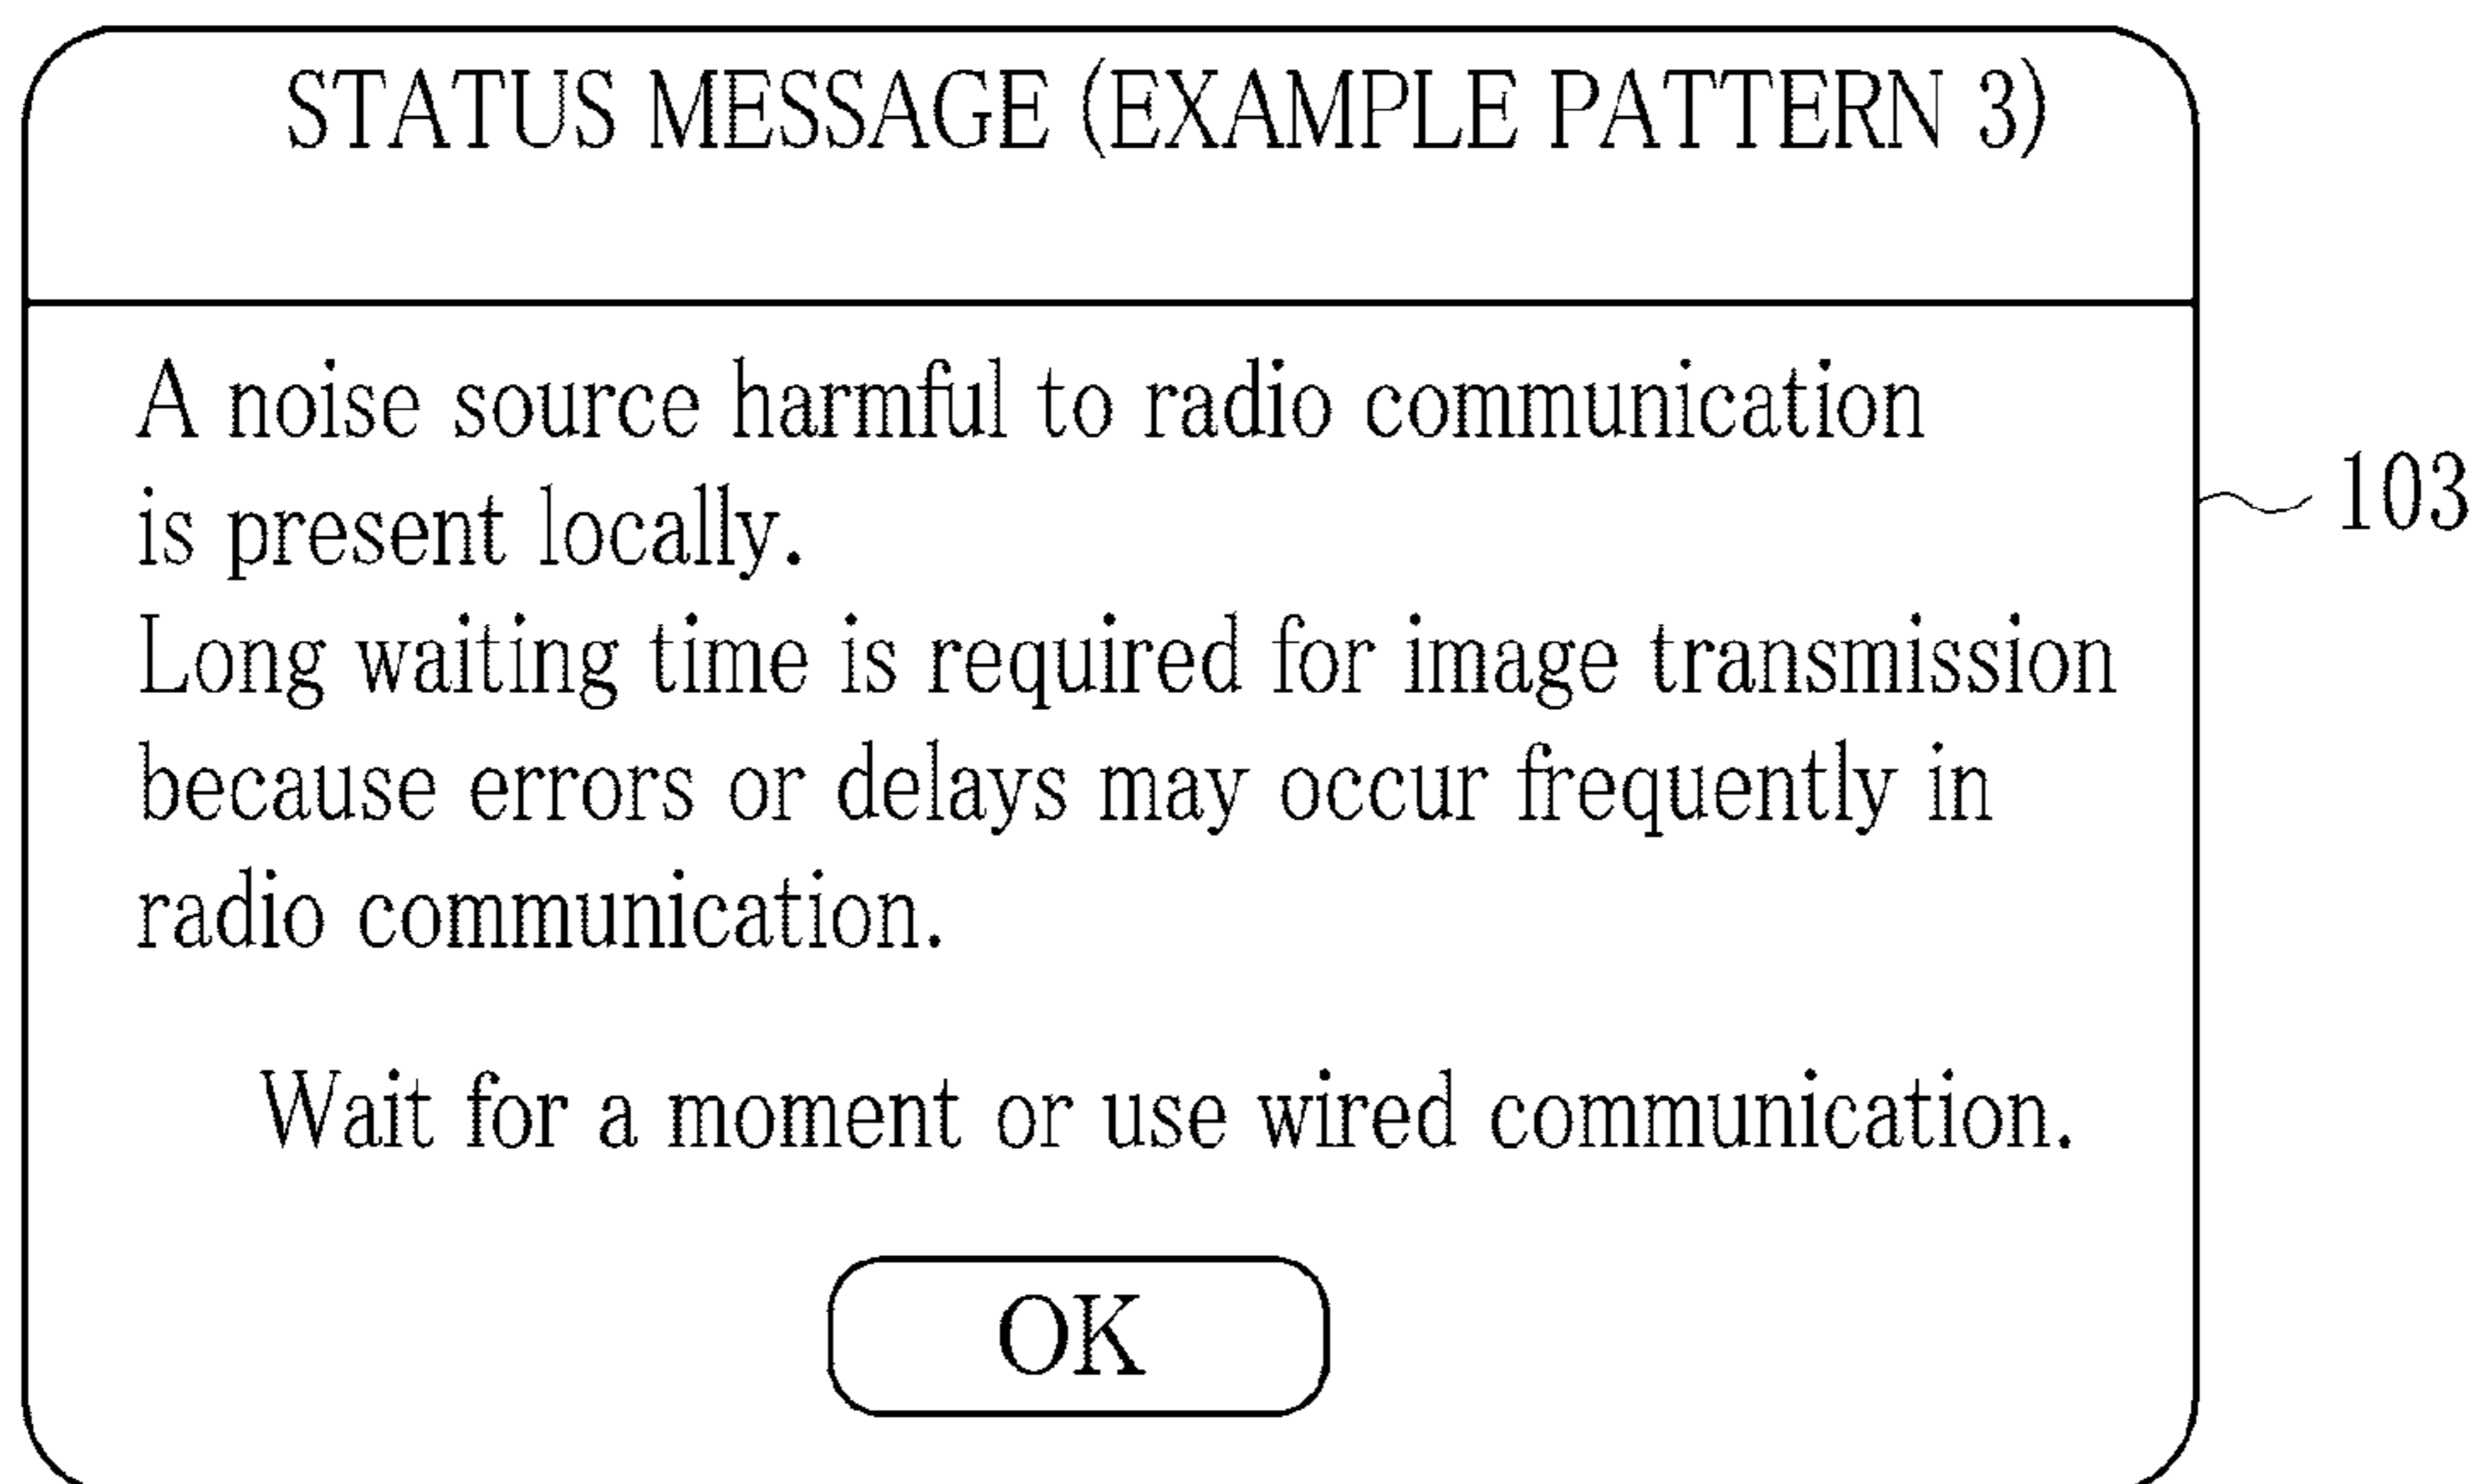 STATUS MESSAGE (EXAMPLE PATTERN 3)
A noise source harmful to radio communication
is present locally.
Long waiting time is required for image transmission
because errors or delays may occur frequently in
radio communication.
Wait for a moment or use wired communication.
OK
103